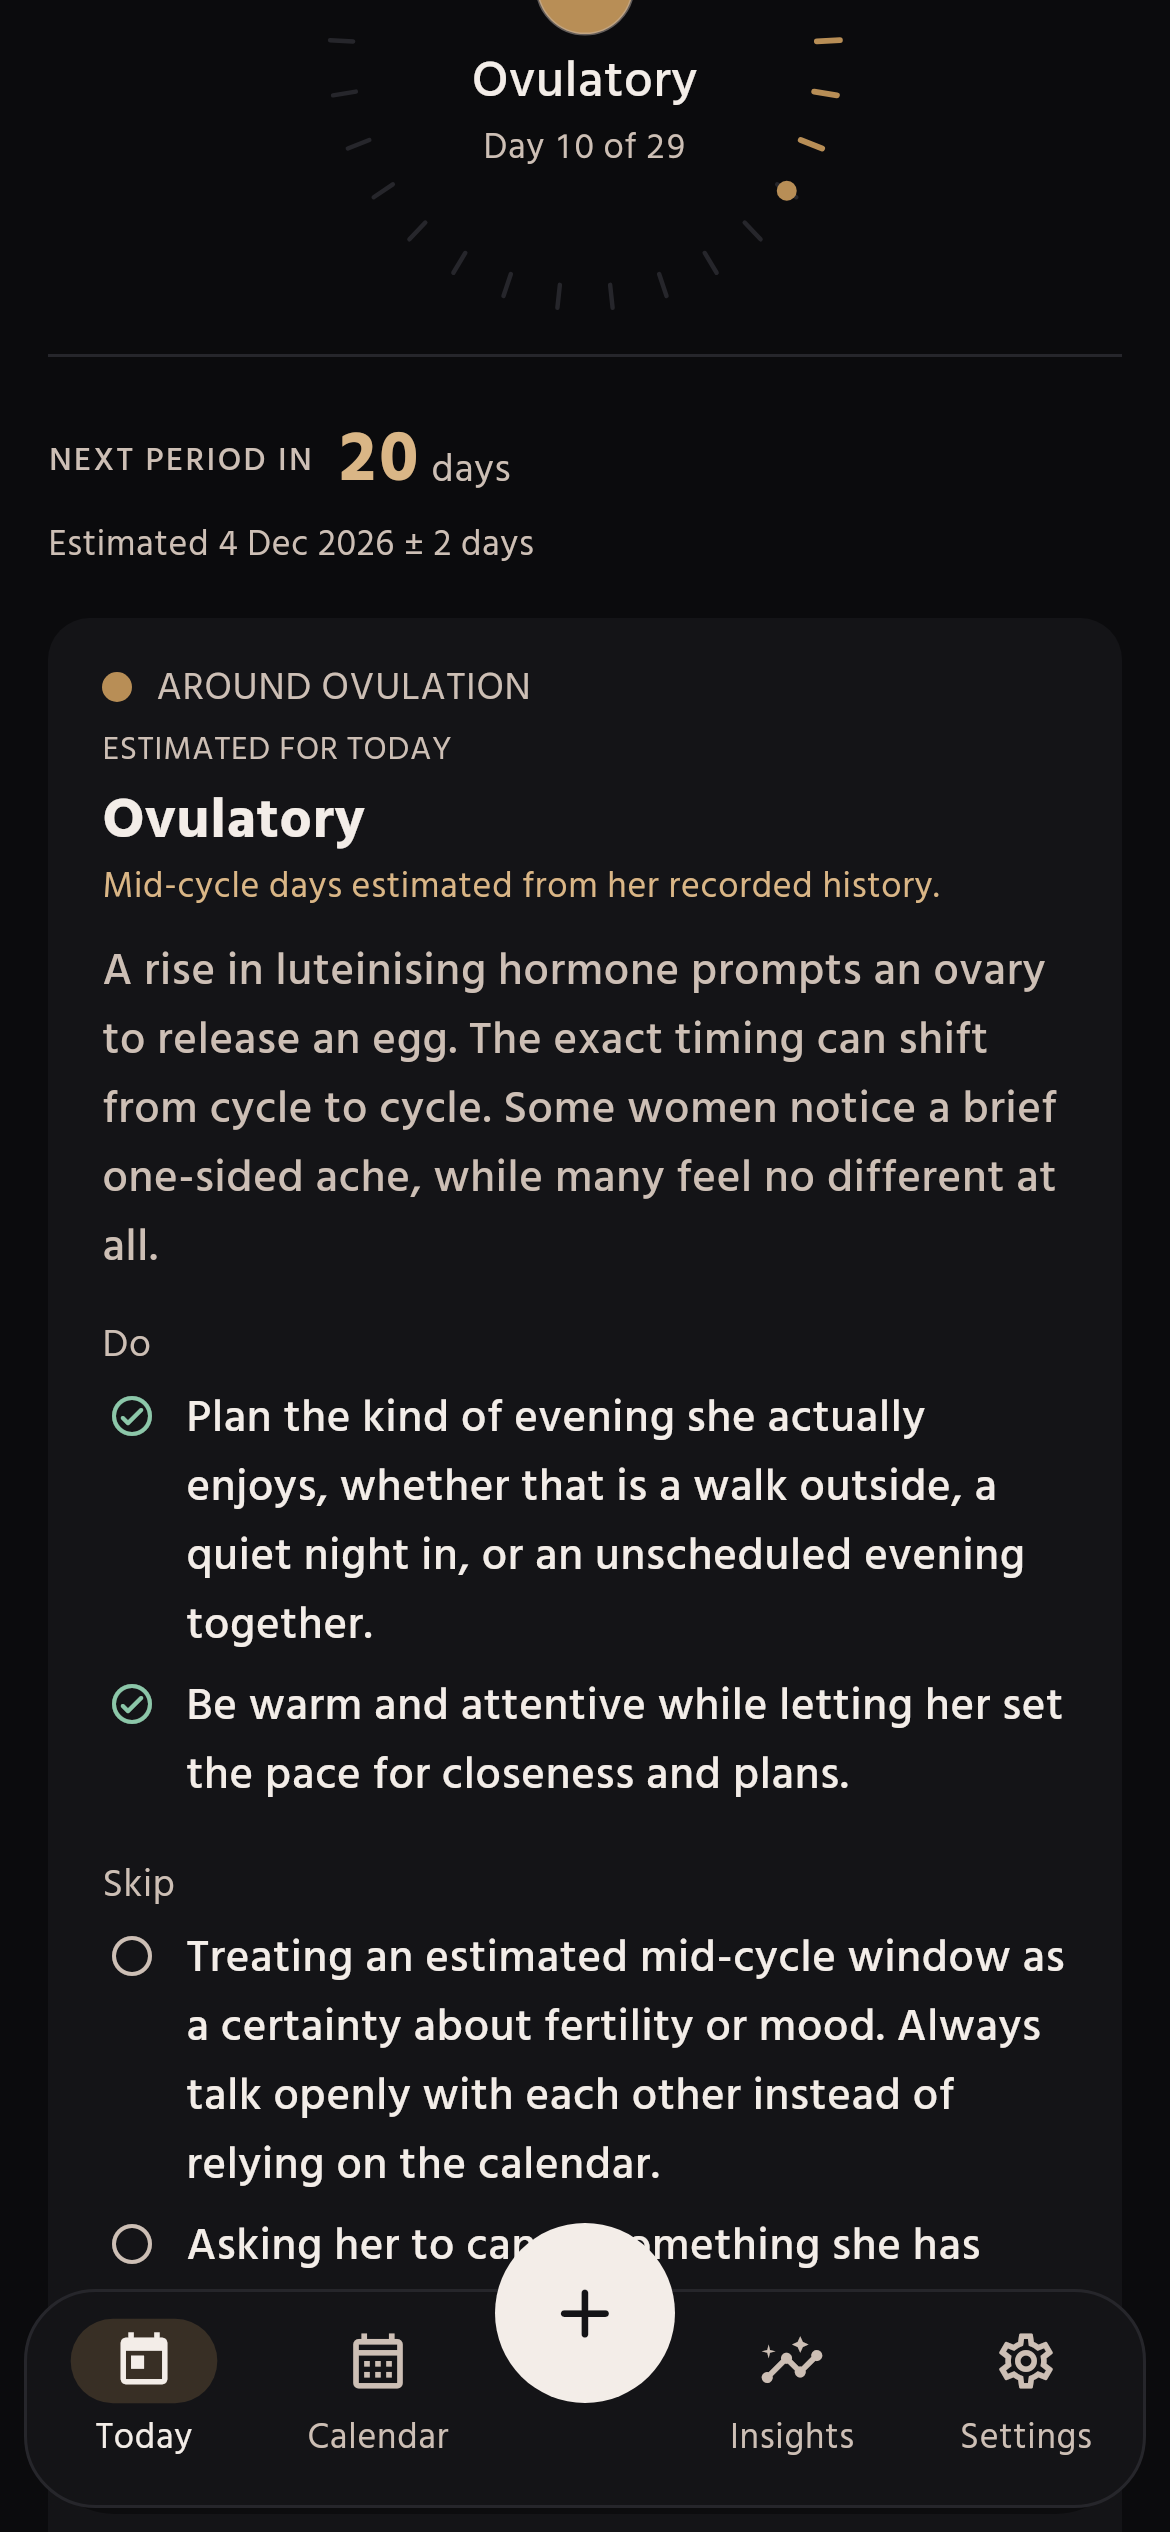 Ovulatory
Day 10 of 29
NEXT PERIOD IN 20 days
Estimated 4 Dec 2026 ± 2 days
AROUND OVULATION
ESTIMATED FOR TODAY
Ovulatory
Mid-cycle days estimated from her recorded history.
A rise in luteinising hormone prompts an ovary
to release an egg. The exact timing can shift
from cycle to cycle. Some women notice a brief
one-sided ache, while many feel no different at
all.
Do
Plan the kind of evening she actually
enjoys, whether that is a walk outside, a
quiet night in, or an unscheduled evening
together.
Be warm and attentive while letting her set
the pace for closeness and plans.
Skip
Treating an estimated mid-cycle window as
a certainty about fertility or mood. Always
talk openly with each other instead of
relying on the calendar.
Asking her to she has
Today
Calendar
Insights
Settings